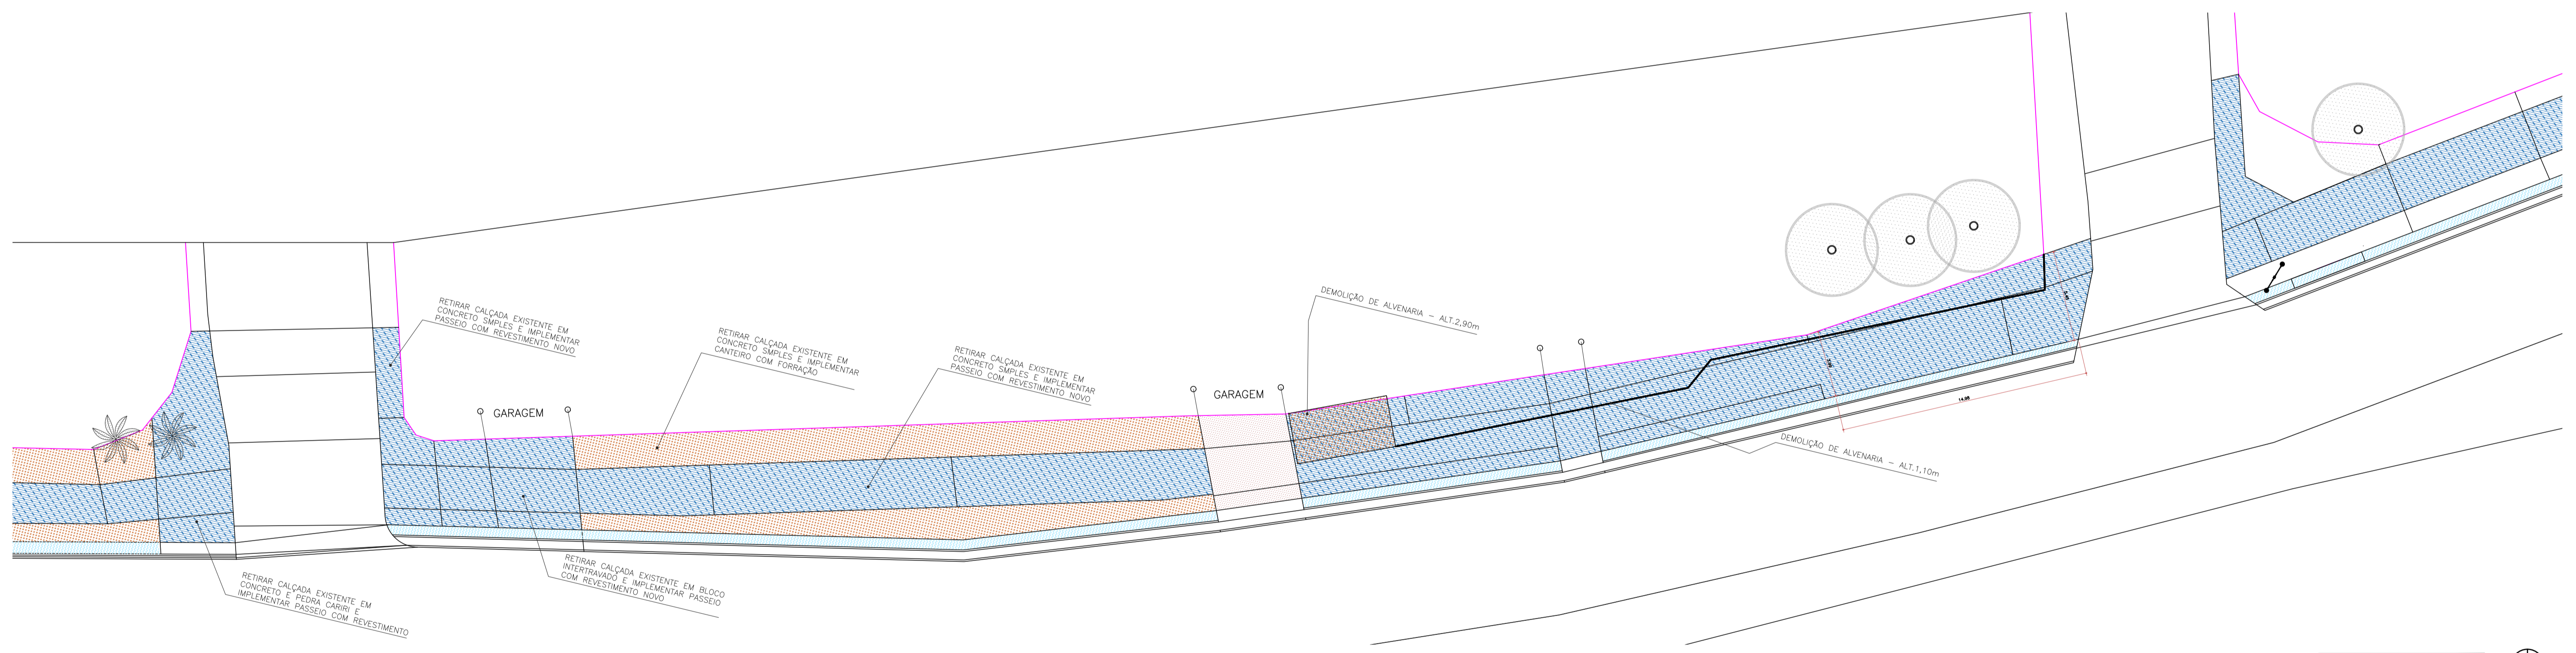 RETIRAR CALÇADA EXISTENTE EM
CONCRETO SMPLES E IMPLEMENTAR
PASSEIO COM REVESTIMENTO NOVO
RETIRAR CALÇADA EXISTENTE EM
CONCRETO SMPLES E IMPLEMENTAR
CANTEIRO COM FORRAÇÃO
RETIRAR CALÇADA EXISTENTE EM
CONCRETO SMPLES E IMPLEMENTAR
PASSEIO COM REVESTIMENTO NOVO
DEMOLIÇÃO DE ALVENARIA – ALT.2,90m
GARAGEM
GARAGEM
14.98
DEMOLIÇÃO DE ALVENARIA – ALT.1,10m
RETIRAR CALÇADA EXISTENTE EM BLOCO
INTERTRAVADO E IMPLEMENTAR PASSEIO
COM REVESTIMENTO NOVO
RETIRAR CALÇADA EXISTENTE EM
CONCRETO E PEDRA CARIRI E
IMPLEMENTAR PASSEIO COM REVESTIMENTO